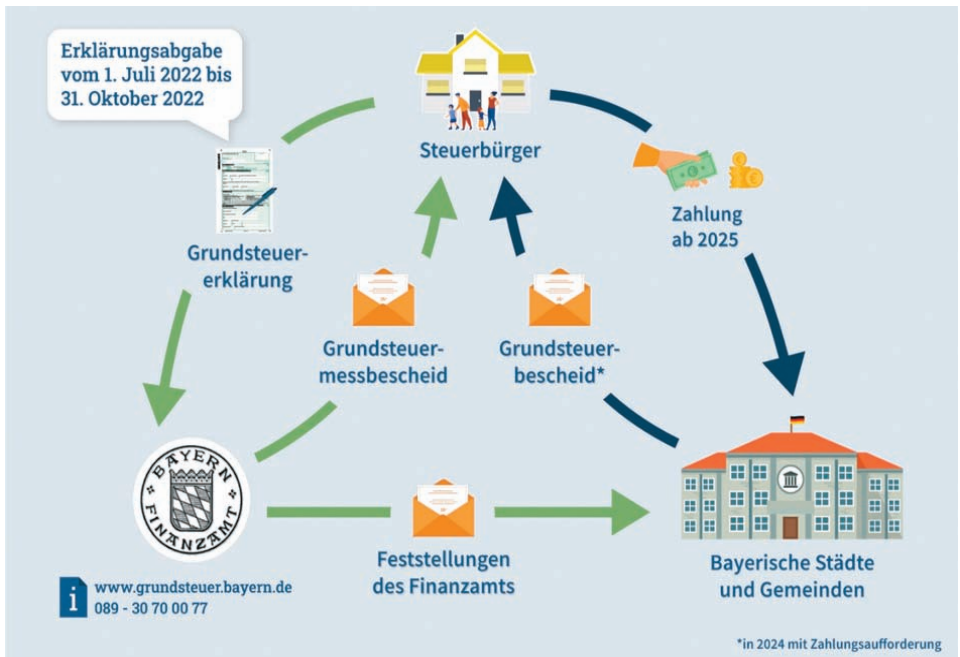 Erklärungsabgabe
vom 1. Juli 2022 bis
31. Oktober 2022
Steuerbürger
Grundsteuer-
erklärung
Zahlung
ab 2025
Grundsteuer-
messbescheid
Grundsteuer-
bescheid*
BAYERN
FINANZAMT
Feststellungen
des Finanzamts
Bayerische Städte
und Gemeinden
i
www.grundsteuer.bayern.de
089 - 30 70 00 77
*in 2024 mit Zahlungsaufforderung